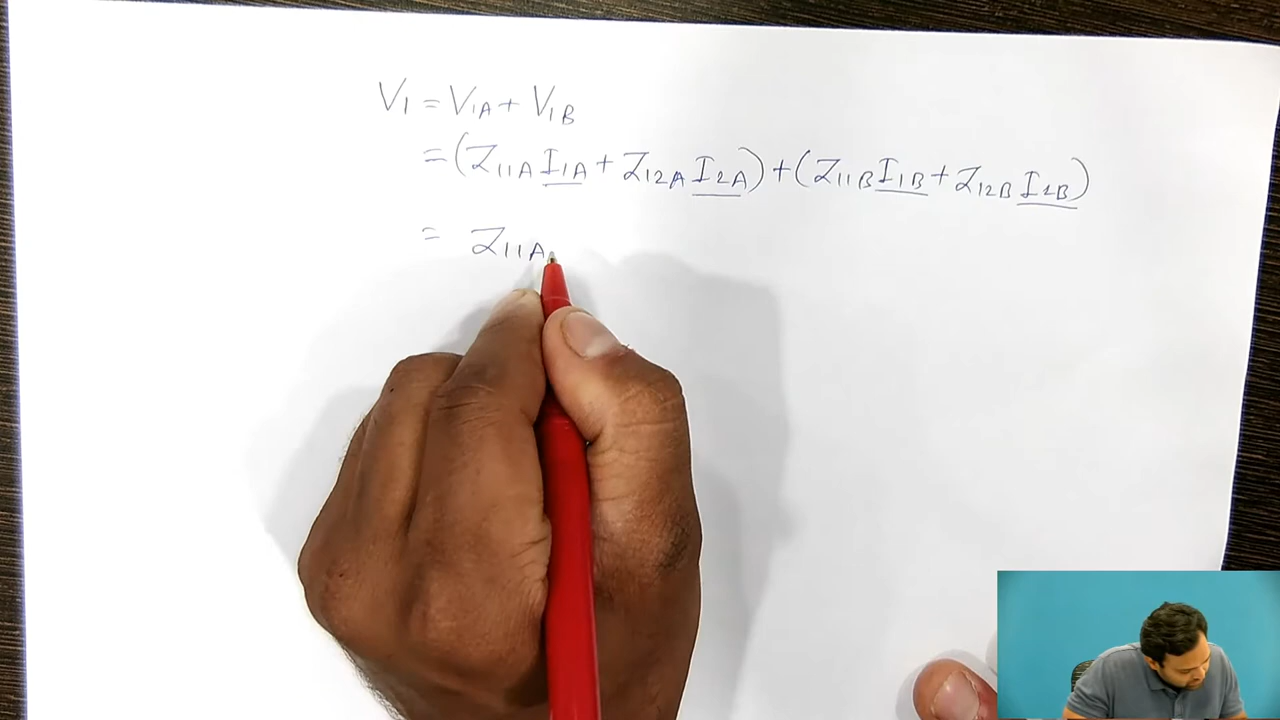 V1 = V1A + V1B
= (Z11A I1A + Z12A I2A) + (Z11B I1B + Z12B I2B)
= Z11A